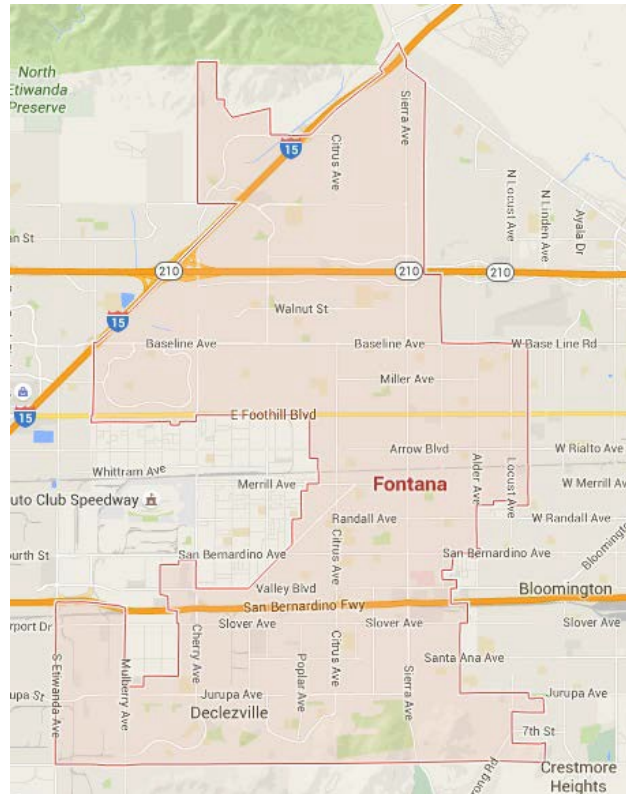 North
Etiwanda
Preserve
15
Citrus Ave
Sierra Ave
N Locust Ave
N Linden Ave
Ayala Dr
an St
210
210
210
Walnut St
15
Baseline Ave
Baseline Ave
W Base Line Rd
Miller Ave
15
E Foothill Blvd
Arrow Blvd
W Rialto Ave
Whittram Ave
Alder Ave
Locust Ave
Merrill Ave
Fontana
W Merrill Av
uto Club Speedway
Randall Ave
W Randall Ave
Citrus Ave
ourth St
San Bernardino Ave
San Bernardino Ave
Bloomington
Valley Blvd
Bloomington
San Bernardino Fwy
rport Dr
Slover Ave
Slover Ave
Slover Ave
S Etiwanda Ave
Mulberry Ave
Cherry Ave
Poplar Ave
Citrus Ave
Sierra Ave
Santa Ana Ave
upa St
Jurupa Ave
Jurupa Ave
Declezville
7th St
rong Rd
Crestmore
Heights